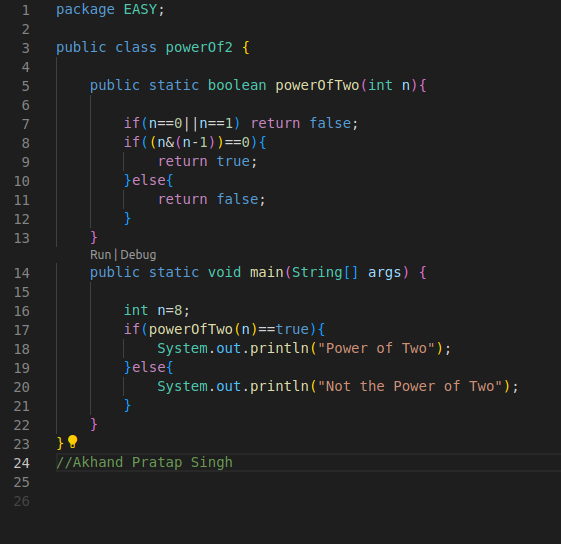 1 package EASY;
2
3 public class powerOf2 {
4
5 public static boolean powerOfTwo(int n){
6
7 if(n==0||n==1) return false;
8 if((n&(n-1))==0){
9 return true;
10 }else{
11 return false;
12 }
13 }
Run | Debug
14 public static void main(String[] args) {
15
16 int n=8;
17 if(powerOfTwo(n)==true){
18 System.out.println("Power of Two");
19 }else{
20 System.out.println("Not the Power of Two");
21 }
22 }
23 }
24 //Akhand Pratap Singh
25
26